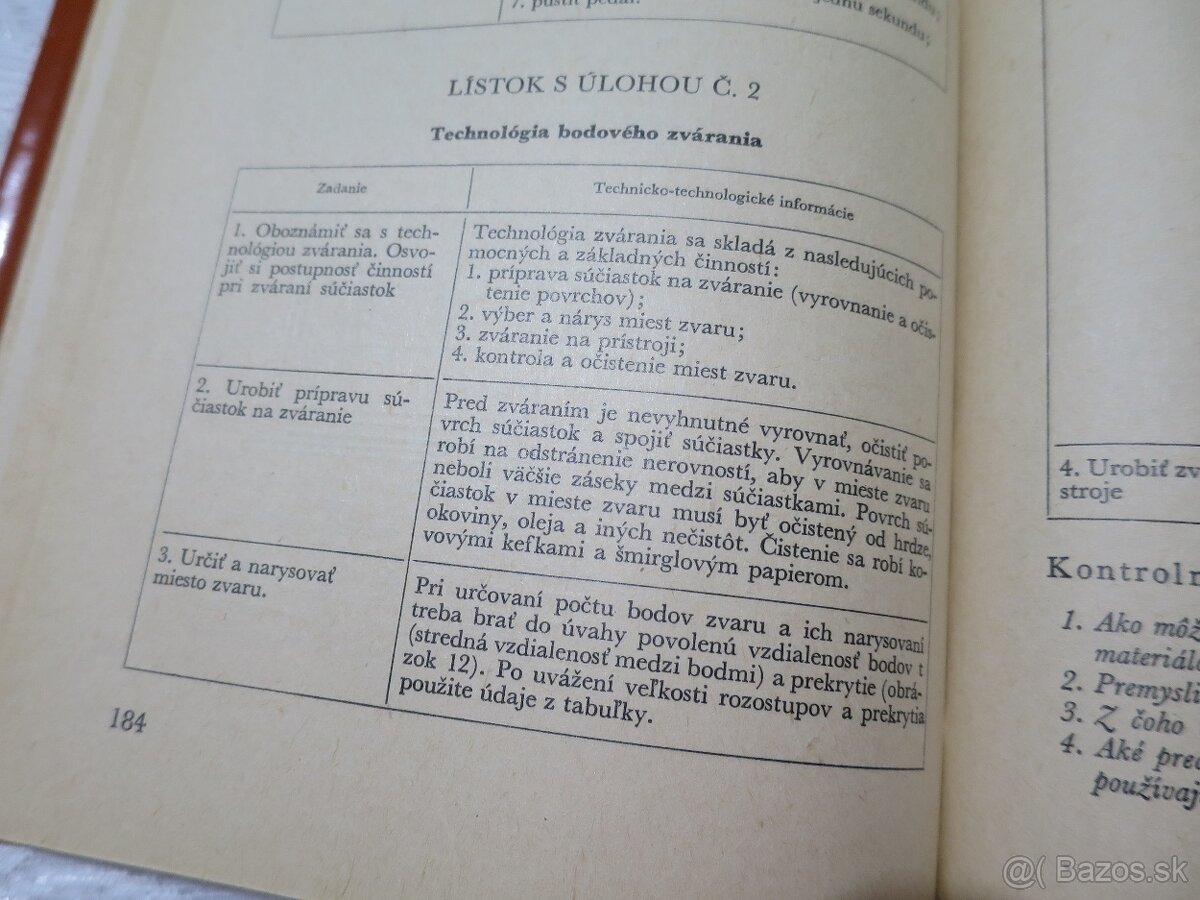 7. pustiť pedál.
sekundu;
LÍSTOK S ÚLOHOU Č. 2
Technológia bodového zvárania
Zadanie
Technicko-technologické informácie
1. Oboznámiť sa s tech-
nológiou zvárania. Osvo-
jiť si postupnosť činností
pri zváraní súčiastok
Technológia zvárania sa skladá z nasledujúcich po-
mocných a základných činností:
1. príprava súčiastok na zváranie (vyrovnanie a očis-
tenie povrchov);
2. výber a nárys miest zvaru;
3. zváranie na prístroji;
4. kontrola a očistenie miest zvaru.
2. Urobiť prípravu sú-
čiastok na zváranie
Pred zváraním je nevyhnutné vyrovnať, očistiť po-
vrch súčiastok a spojiť súčiastky. Vyrovnávanie sa
robí na odstránenie nerovností, aby v mieste zvaru
neboli väčšie záseky medzi súčiastkami. Povrch sú-
čiastok v mieste zvaru musí byť očistený od hrdze,
okoviny, oleja a iných nečistôt. Čistenie sa robí ko-
vovými kefkami a šmirglovým papierom.
3. Určiť a narysovať
miesto zvaru.
Pri určovaní počtu bodov zvaru a ich narysovaní
treba brať do úvahy povolenú vzdialenosť bodov t
(stredná vzdialenosť medzi bodmi) a prekrytie (obrá-
zok 12). Po uvážení veľkosti rozostupov a prekrytia
použite údaje z tabuľky.
184
4. Urobiť zv
stroje
Kontroln
1. Ako môž
materiál
2. Premysli
3. Z čoho
4. Aké pred
používaj
@( Bazos.sk